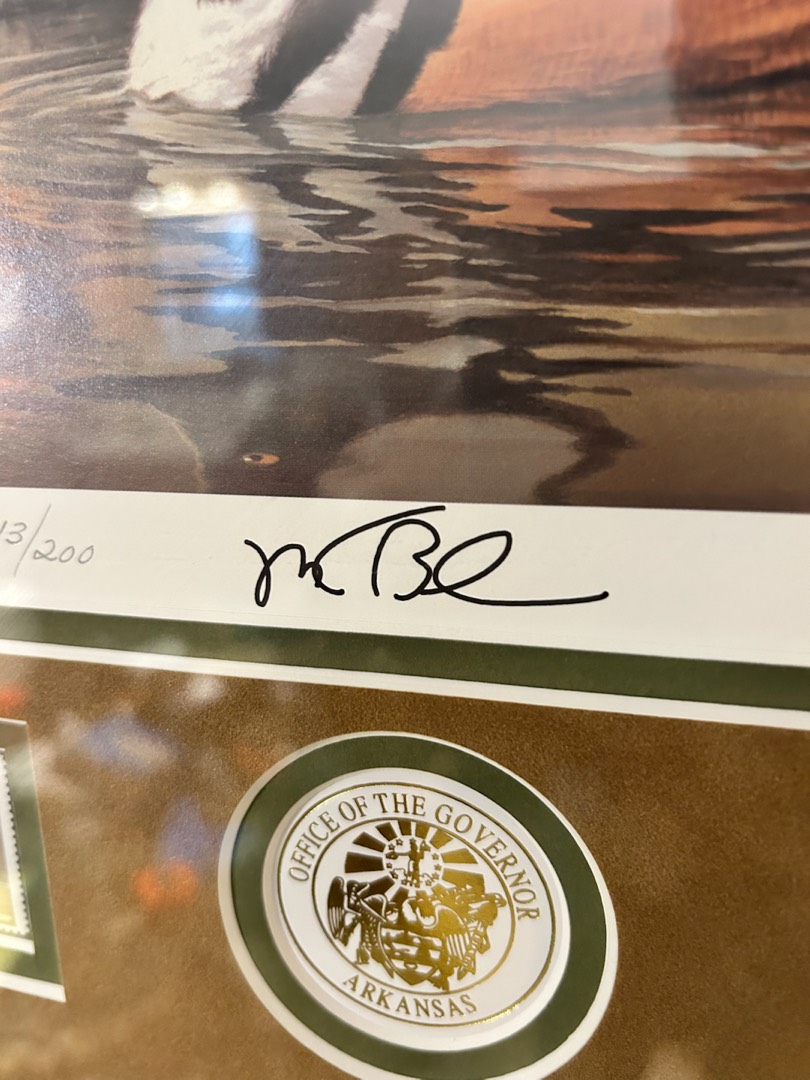 13/200
OFFICE OF THE GOVERNOR
ARKANSAS